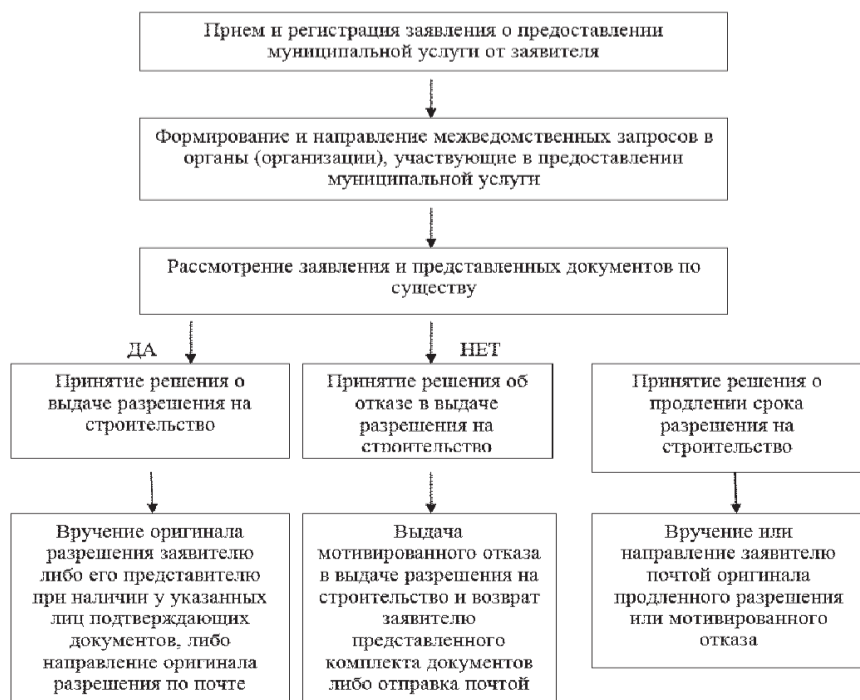 Прием и регистрация заявления о предоставлении
муниципальной услуги от заявителя
Формирование и направление межведомственных запросов в
органы (организации), участвующие в предоставлении
муниципальной услуги
Рассмотрение заявления и представленных документов по
существу
ДА
НЕТ
Принятие решения о
выдаче разрешения на
строительство
Принятие решения об
отказе в выдаче
разрешения на
строительство
Принятие решения о
продлении срока
разрешения на
строительство
Вручение оригинала
разрешения заявителю
либо его представителю
при наличии у указанных
лиц подтверждающих
документов, либо
направление оригинала
разрешения по почте
Выдача
мотивированного отказа
в выдаче разрешения на
строительство и возврат
заявителю
представленного
комплекта документов
либо отправка почтой
Вручение или
направление заявителю
почтой оригинала
продленного разрешения
или мотивированного
отказа